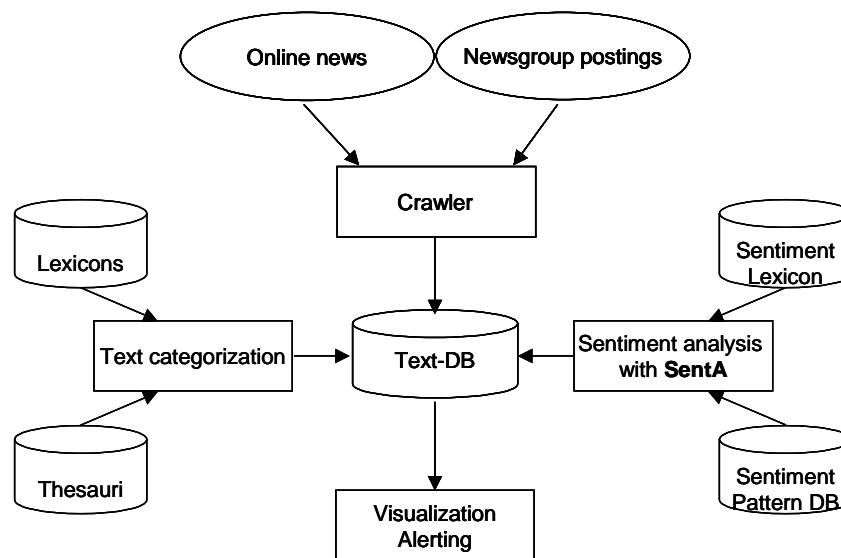 Online news
Newsgroup postings
Crawler
Lexicons
Sentiment
Lexicon
Text categorization
Text-DB
Sentiment analysis
with SentA
Thesauri
Sentiment
Pattern DB
Visualization
Alerting